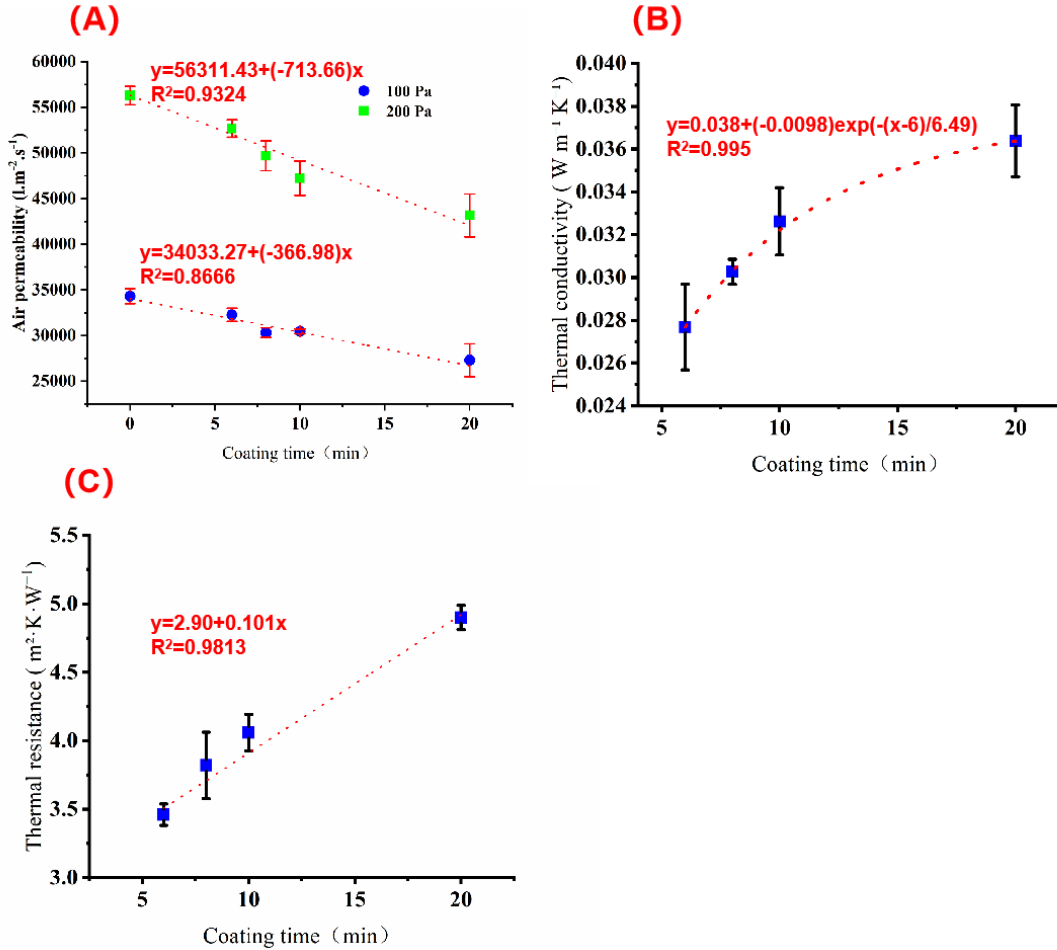 (A)
60000
55000
50000
45000
40000
35000
30000
25000
Air permeability (l.m⁻².s⁻¹)
y=56311.43+(-713.66)x
R²=0.9324
100 Pa
200 Pa
y=34033.27+(-366.98)x
R²=0.8666
0 5 10 15 20
Coating time（min）
(B)
0.040
0.038
0.036
0.034
0.032
0.030
0.028
0.026
0.024
Thermal conductivity ( W m⁻¹ K⁻¹)
y=0.038+(-0.0098)exp(-(x-6)/6.49)
R²=0.995
5 10 15 20
Coating time（min）
(C)
5.5
5.0
4.5
4.0
3.5
3.0
Thermal resistance ( m²·K·W⁻¹)
y=2.90+0.101x
R²=0.9813
5 10 15 20
Coating time（min）